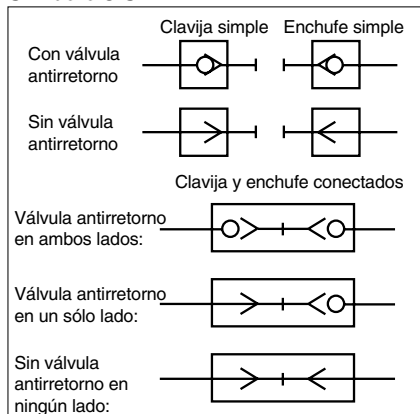 Clavija simple Enchufe simple
Con válvula
antirretorno
Sin válvula
antirretorno
Clavija y enchufe conectados
Válvula antirretorno
en ambos lados:
Válvula antirretorno
en un sólo lado:
Sin válvula
antirretorno en
ningún lado: